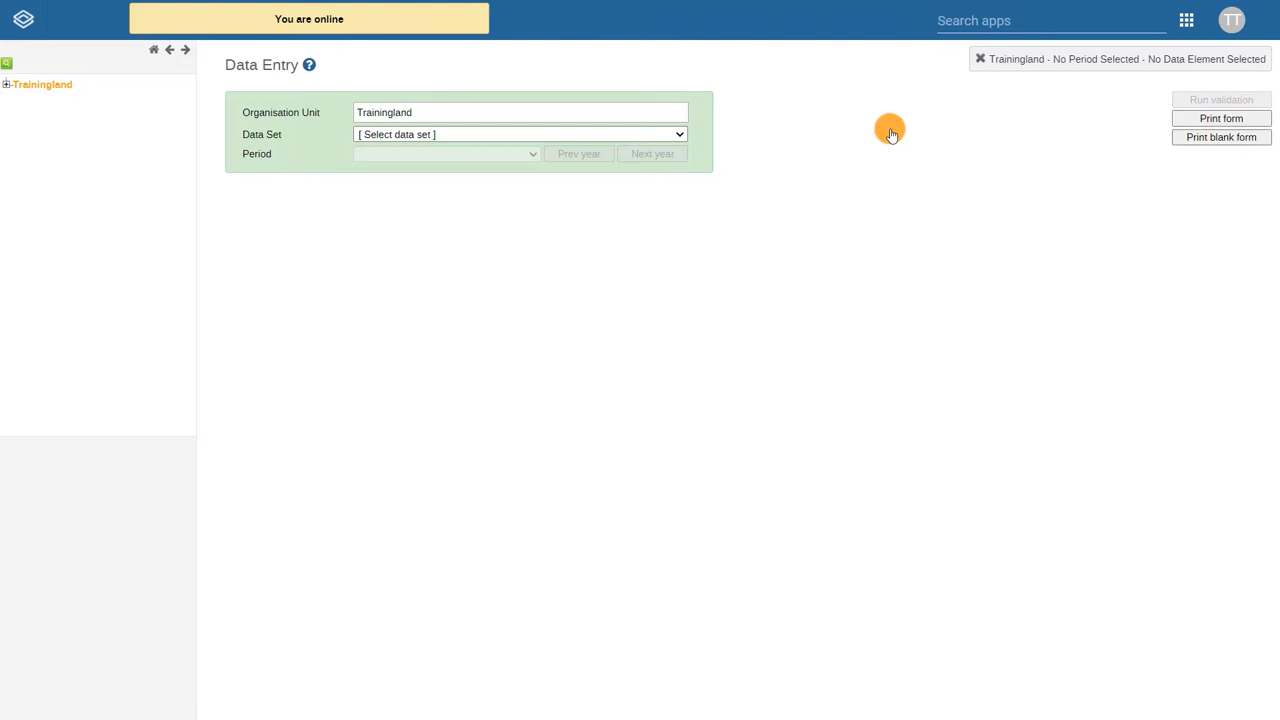 You are online
Search apps
TT
Trainingland
Data Entry
Trainingland - No Period Selected - No Data Element Selected
Organisation Unit Trainingland
Data Set [ Select data set ]
Period Prev year Next year
Run validation
Print form
Print blank form